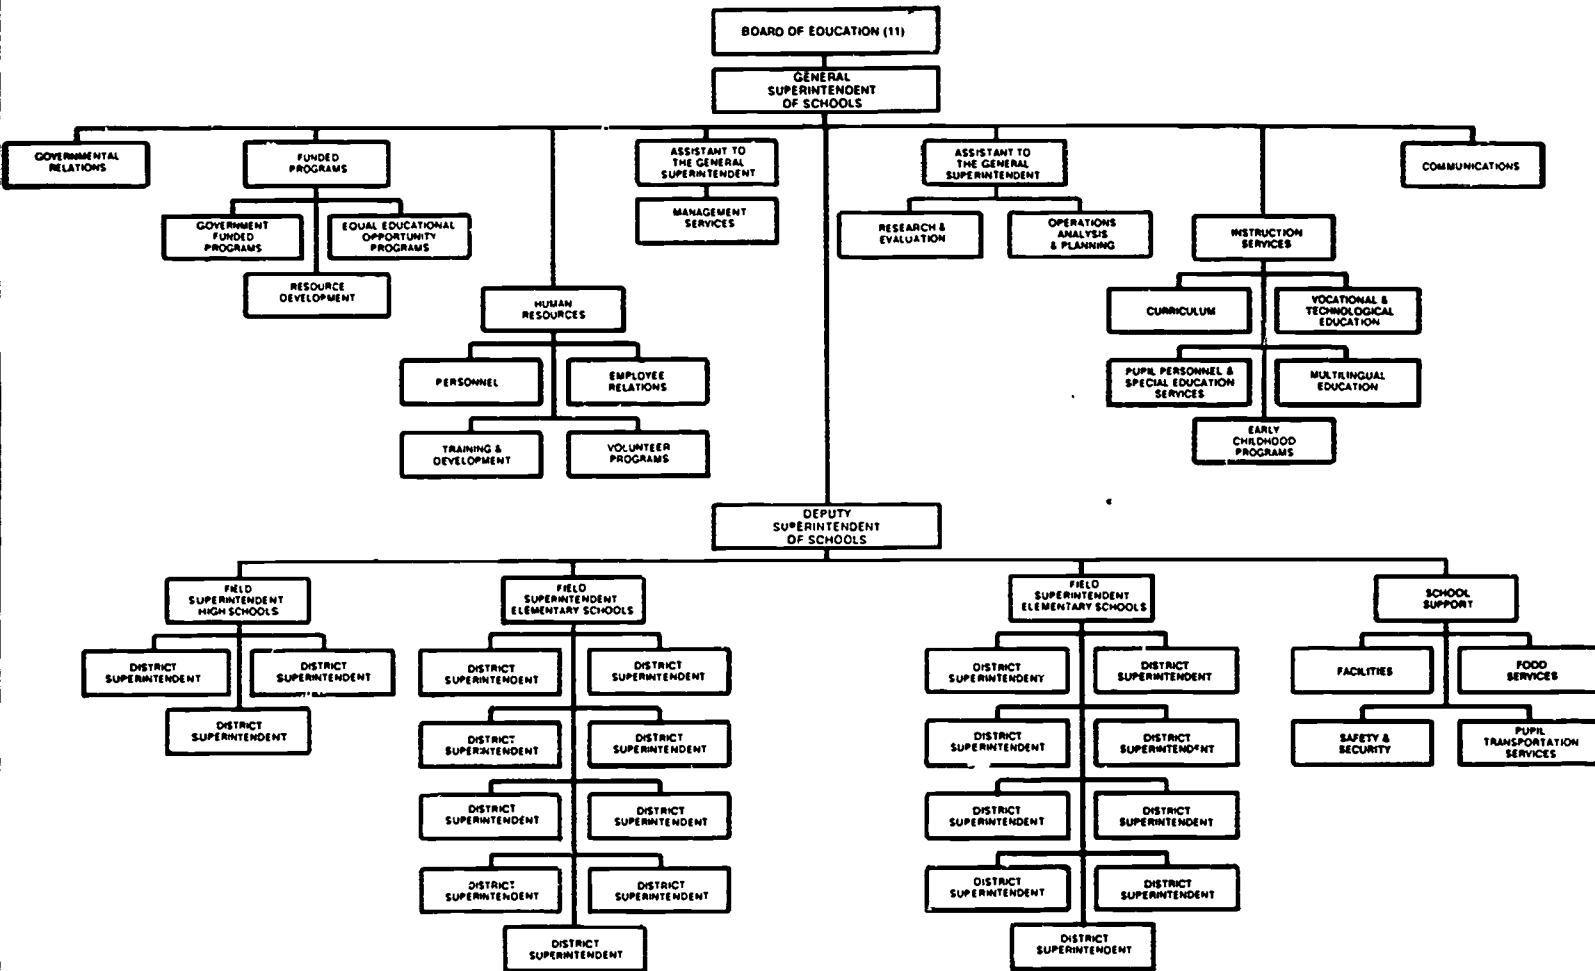 BOARD OF EDUCATION (11)
GENERAL
SUPERINTENDENT
OF SCHOOLS
GOVERNMENTAL
RELATIONS
FUNDED
PROGRAMS
ASSISTANT TO
THE GENERAL
SUPERINTENDENT
ASSISTANT TO
THE GENERAL
SUPERINTENDENT
COMMUNICATIONS
GOVERNMENT
FUNDED
PROGRAMS
EQUAL EDUCATIONAL
OPPORTUNITY
PROGRAMS
MANAGEMENT
SERVICES
RESEARCH &
EVALUATION
OPERATIONS
ANALYSIS
& PLANNING
INSTRUCTION
SERVICES
RESOURCE
DEVELOPMENT
HUMAN
RESOURCES
CURRICULUM
VOCATIONAL &
TECHNOLOGICAL
EDUCATION
PERSONNEL
EMPLOYEE
RELATIONS
PUPIL PERSONNEL &
SPECIAL EDUCATION
SERVICES
MULTILINGUAL
EDUCATION
TRAINING &
DEVELOPMENT
VOLUNTEER
PROGRAMS
EARLY
CHILDHOOD
PROGRAMS
DEPUTY
SUPERINTENDENT
OF SCHOOLS
FIELD
SUPERINTENDENT
HIGH SCHOOLS
FIELD
SUPERINTENDENT
ELEMENTARY SCHOOLS
FIELD
SUPERINTENDENT
ELEMENTARY SCHOOLS
SCHOOL
SUPPORT
DISTRICT
SUPERINTENDENT
DISTRICT
SUPERINTENDENT
DISTRICT
SUPERINTENDENT
DISTRICT
SUPERINTENDENT
DISTRICT
SUPERINTENDENY
DISTRICT
SUPERINTENDENT
FACILITIES
FOOD
SERVICES
DISTRICT
SUPERINTENDENT
DISTRICT
SUPERINTENDENT
DISTRICT
SUPERINTENDENT
DISTRICT
SUPERINTENDENT
DISTRICT
SUPERINTENDENT
SAFETY &
SECURITY
PUPIL
TRANSPORTATION
SERVICES
DISTRICT
SUPERINTENDENT
DISTRICT
SUPERINTENDENT
DISTRICT
SUPERINTENDENT
DISTRICT
SUPERINTENDENT
DISTRICT
SUPERINTENDENT
DISTRICT
SUPERINTENDENT
DISTRICT
SUPERINTENDENT
DISTRICT
SUPERINTENDENT
DISTRICT
SUPERINTENDENT
DISTRICT
SUPERINTENDENT